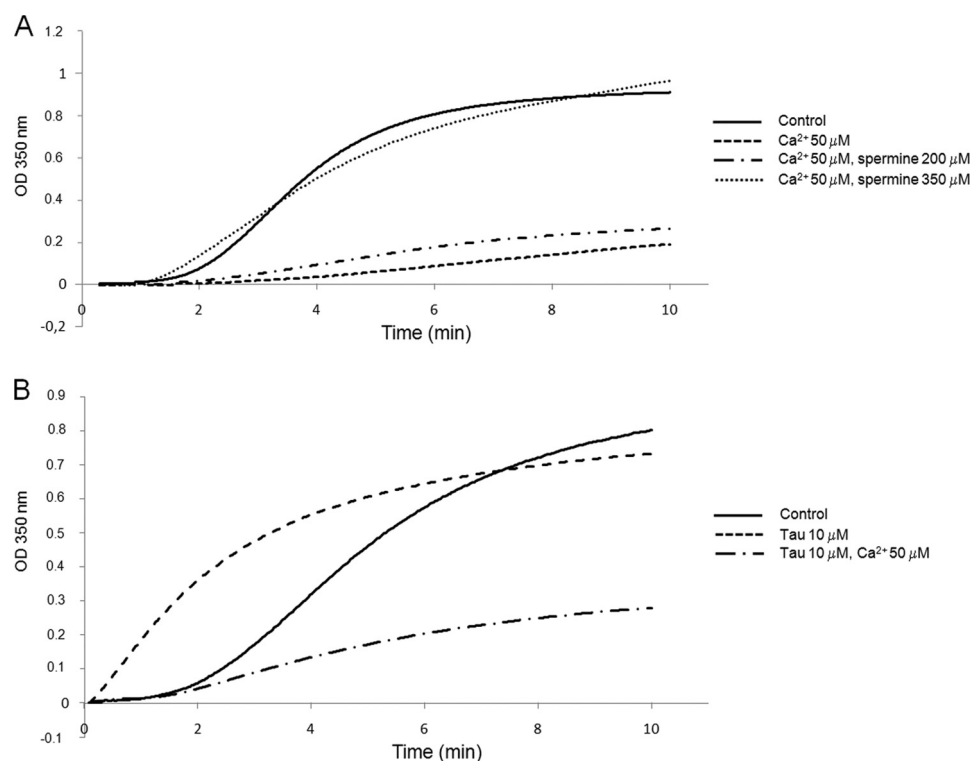 A
1.2
1
0.8
0.6
0.4
0.2
0
-0,2
OD 350 nm
0 2 4 6 8 10
Time (min)
Control
Ca²⁺ 50 µM
Ca²⁺ 50 µM, spermine 200 µM
Ca²⁺ 50 µM, spermine 350 µM
B
0.9
0.8
0.7
0.6
0.5
0.4
0.3
0.2
0.1
0
-0.1
OD 350 nm
0 2 4 6 8 10
Time (min)
Control
Tau 10 µM
Tau 10 µM, Ca²⁺ 50 µM